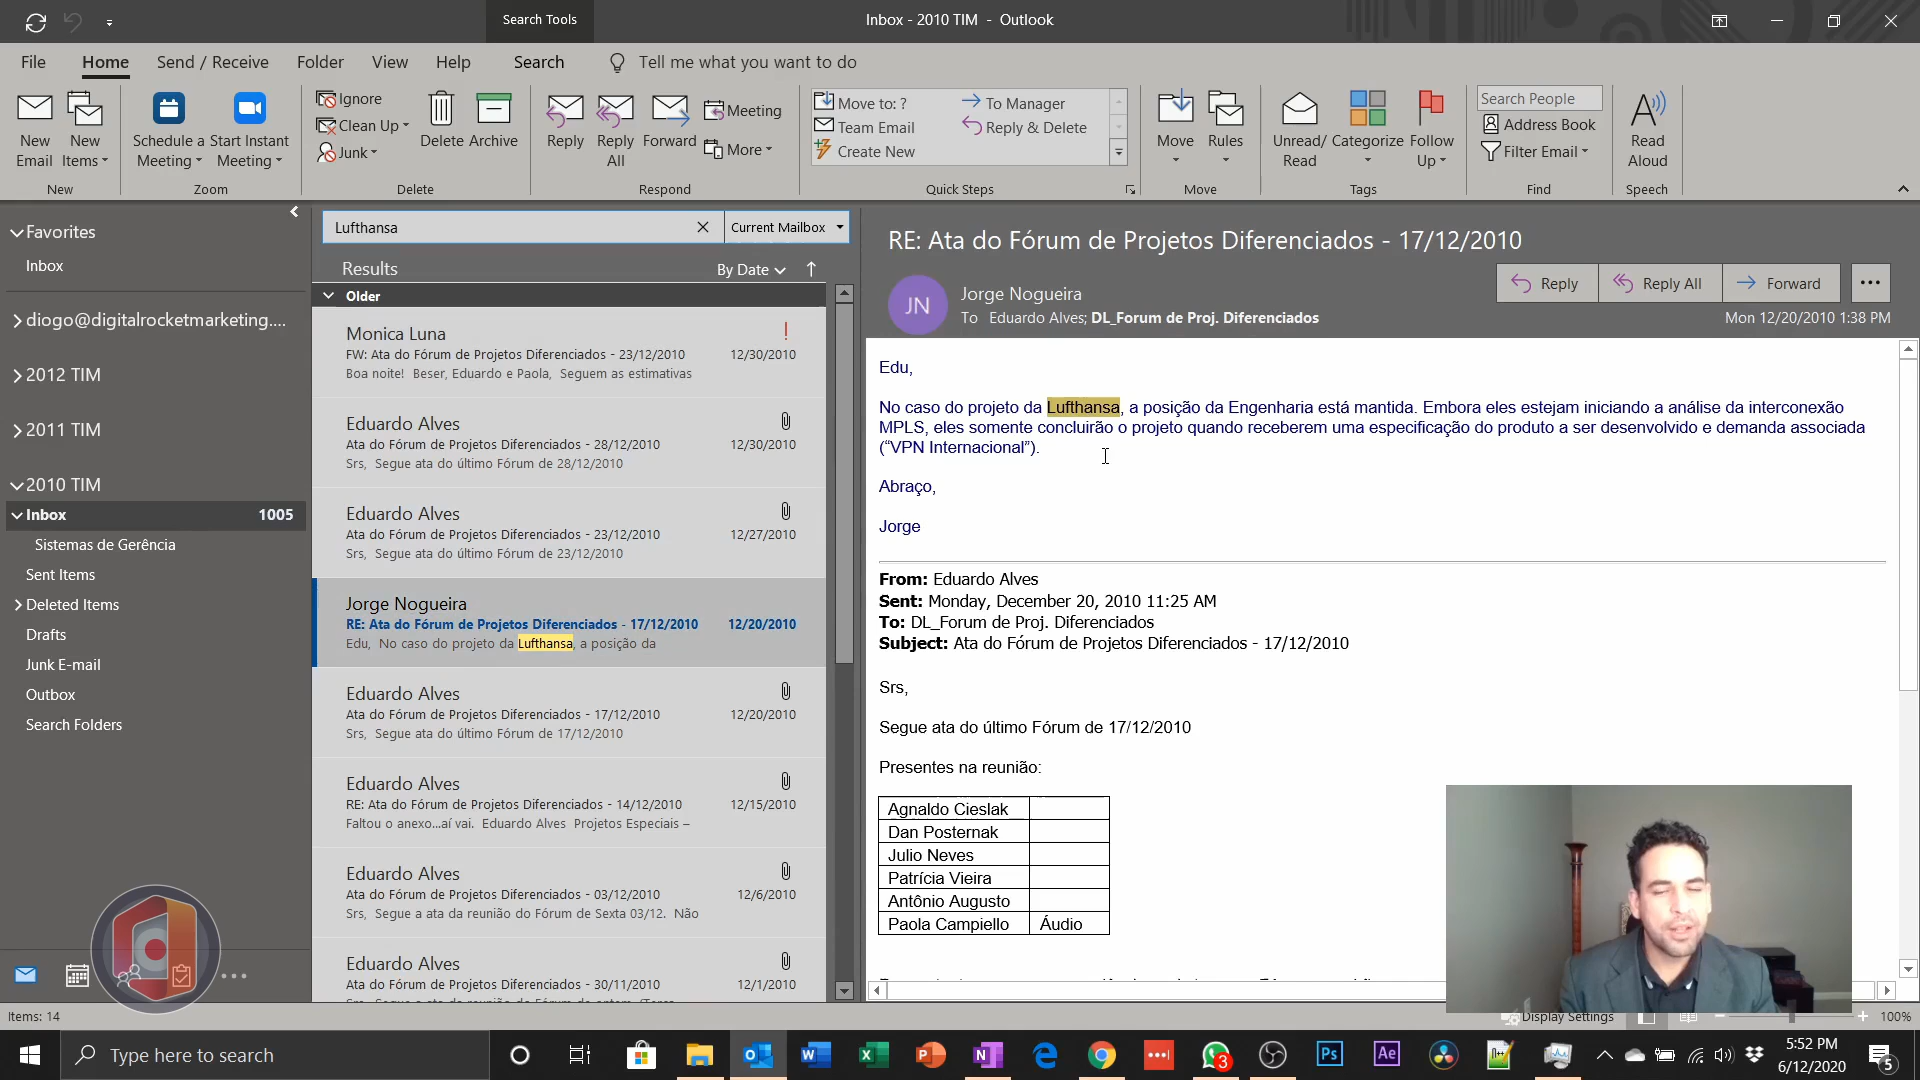 Search Tools
Inbox - 2010 TIM - Outlook
File Home Send / Receive Folder View Help Search Tell me what you want to do
New Email
New Items
New
Schedule a Meeting
Start Instant Meeting
Zoom
Ignore
Clean Up
Junk
Delete
Archive
Delete
Reply
Reply All
Forward
Meeting
More
Respond
Move to: ?
Team Email
Create New
To Manager
Reply & Delete
Quick Steps
Move
Rules
Move
Unread/ Read
Categorize
Follow Up
Tags
Search People
Address Book
Filter Email
Find
Read Aloud
Speech
Favorites
Inbox
diogo@digitalrocketmarketing....
2012 TIM
2011 TIM
2010 TIM
Inbox 1005
Sistemas de Gerência
Sent Items
Deleted Items
Drafts
Junk E-mail
Outbox
Search Folders
Lufthansa
Current Mailbox
Results By Date
Older
Monica Luna
FW: Ata do Fórum de Projetos Diferenciados - 23/12/2010 12/30/2010
Boa noite! Beser, Eduardo e Paola, Seguem as estimativas
Eduardo Alves
Ata do Fórum de Projetos Diferenciados - 28/12/2010 12/30/2010
Srs, Segue ata do último Fórum de 28/12/2010
Eduardo Alves
Ata do Fórum de Projetos Diferenciados - 23/12/2010 12/27/2010
Srs, Segue ata do último Fórum de 23/12/2010
Jorge Nogueira
RE: Ata do Fórum de Projetos Diferenciados - 17/12/2010 12/20/2010
Edu, No caso do projeto da Lufthansa, a posição da
Eduardo Alves
Ata do Fórum de Projetos Diferenciados - 17/12/2010 12/20/2010
Srs, Segue ata do último Fórum de 17/12/2010
Eduardo Alves
RE: Ata do Fórum de Projetos Diferenciados - 14/12/2010 12/15/2010
Faltou o anexo...aí vai. Eduardo Alves Projetos Especiais –
Eduardo Alves
Ata do Fórum de Projetos Diferenciados - 03/12/2010 12/6/2010
Srs, Segue a ata da reunião do Fórum de Sexta 03/12. Não
Eduardo Alves
Ata do Fórum de Projetos Diferenciados - 30/11/2010 12/1/2010
RE: Ata do Fórum de Projetos Diferenciados - 17/12/2010
JN
Jorge Nogueira
To Eduardo Alves; DL_Forum de Proj. Diferenciados
Reply Reply All Forward
Mon 12/20/2010 1:38 PM
Edu,
No caso do projeto da Lufthansa, a posição da Engenharia está mantida. Embora eles estejam iniciando a análise da interconexão
MPLS, eles somente concluirão o projeto quando receberem uma especificação do produto a ser desenvolvido e demanda associada
(“VPN Internacional”).
Abraço,
Jorge
From: Eduardo Alves
Sent: Monday, December 20, 2010 11:25 AM
To: DL_Forum de Proj. Diferenciados
Subject: Ata do Fórum de Projetos Diferenciados - 17/12/2010
Srs,
Segue ata do último Fórum de 17/12/2010
Presentes na reunião:
Agnaldo Cieslak
Dan Posternak
Julio Neves
Patrícia Vieira
Antônio Augusto
Paola Campiello Áudio
Items: 14
Display Settings
100%
Type here to search
3
Ps
Ae
5:52 PM
6/12/2020
5